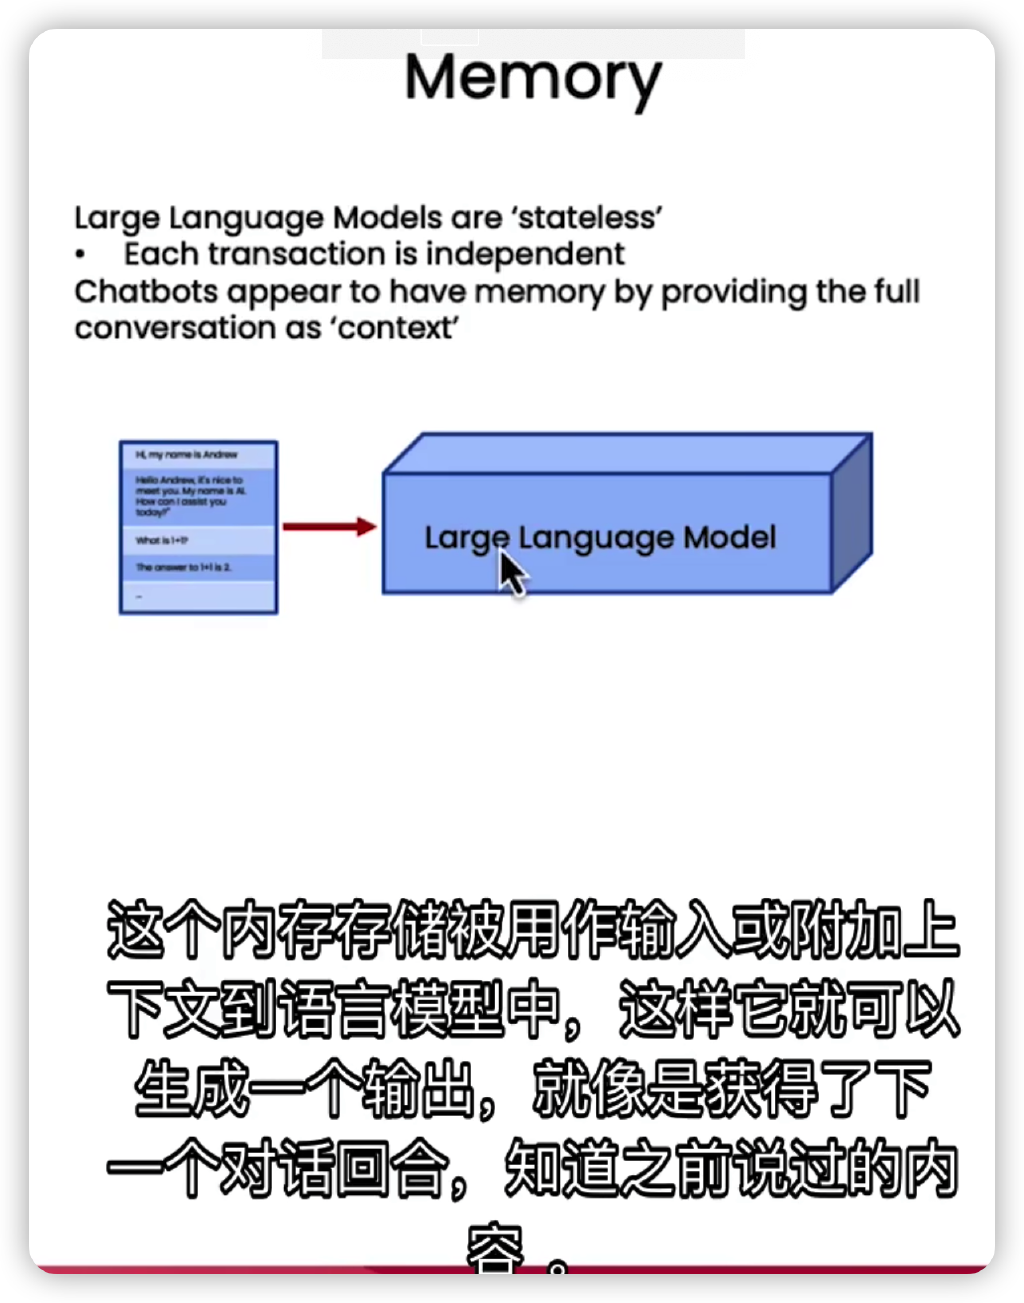 Memory
Large Language Models are ‘stateless’
• Each transaction is independent
Chatbots appear to have memory by providing the full
conversation as ‘context’
Hi, my name is Andrew
Hello Andrew, it's nice to
meet you. My name is AI.
How can I assist you
today?"
What is 1+1?
The answer to 1+1 is 2.
...
Large Language Model
这个内存存储被用作输入或附加上
下文到语言模型中，这样它就可以
生成一个输出，就像是获得了下
一个对话回合，知道之前说过的内
容。